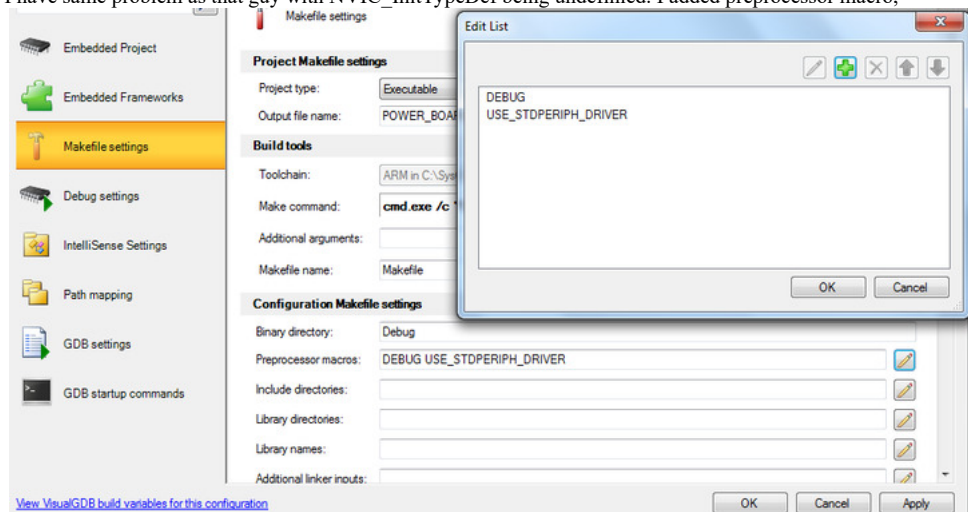 I have same problem as that guy with NVIC_InitTypeDef being undefined. I added preprocessor macro,
Makefile settings
Edit List
Embedded Project
Embedded Frameworks
Makefile settings
Debug settings
IntelliSense Settings
Path mapping
GDB settings
GDB startup commands
Project Makefile settings
Project type:
Executable
Output file name:
POWER_BOA
Build tools
Toolchain:
ARM in C:\Sys
Make command:
cmd.exe /c "
Additional arguments:
Makefile name:
Makefile
Configuration Makefile settings
Binary directory:
Debug
Preprocessor macros:
DEBUG USE_STDPERIPH_DRIVER
Include directories:
Library directories:
Library names:
Additional linker inputs:
DEBUG
USE_STDPERIPH_DRIVER
OK
Cancel
View VisualGDB build variables for this configuration
OK
Cancel
Apply